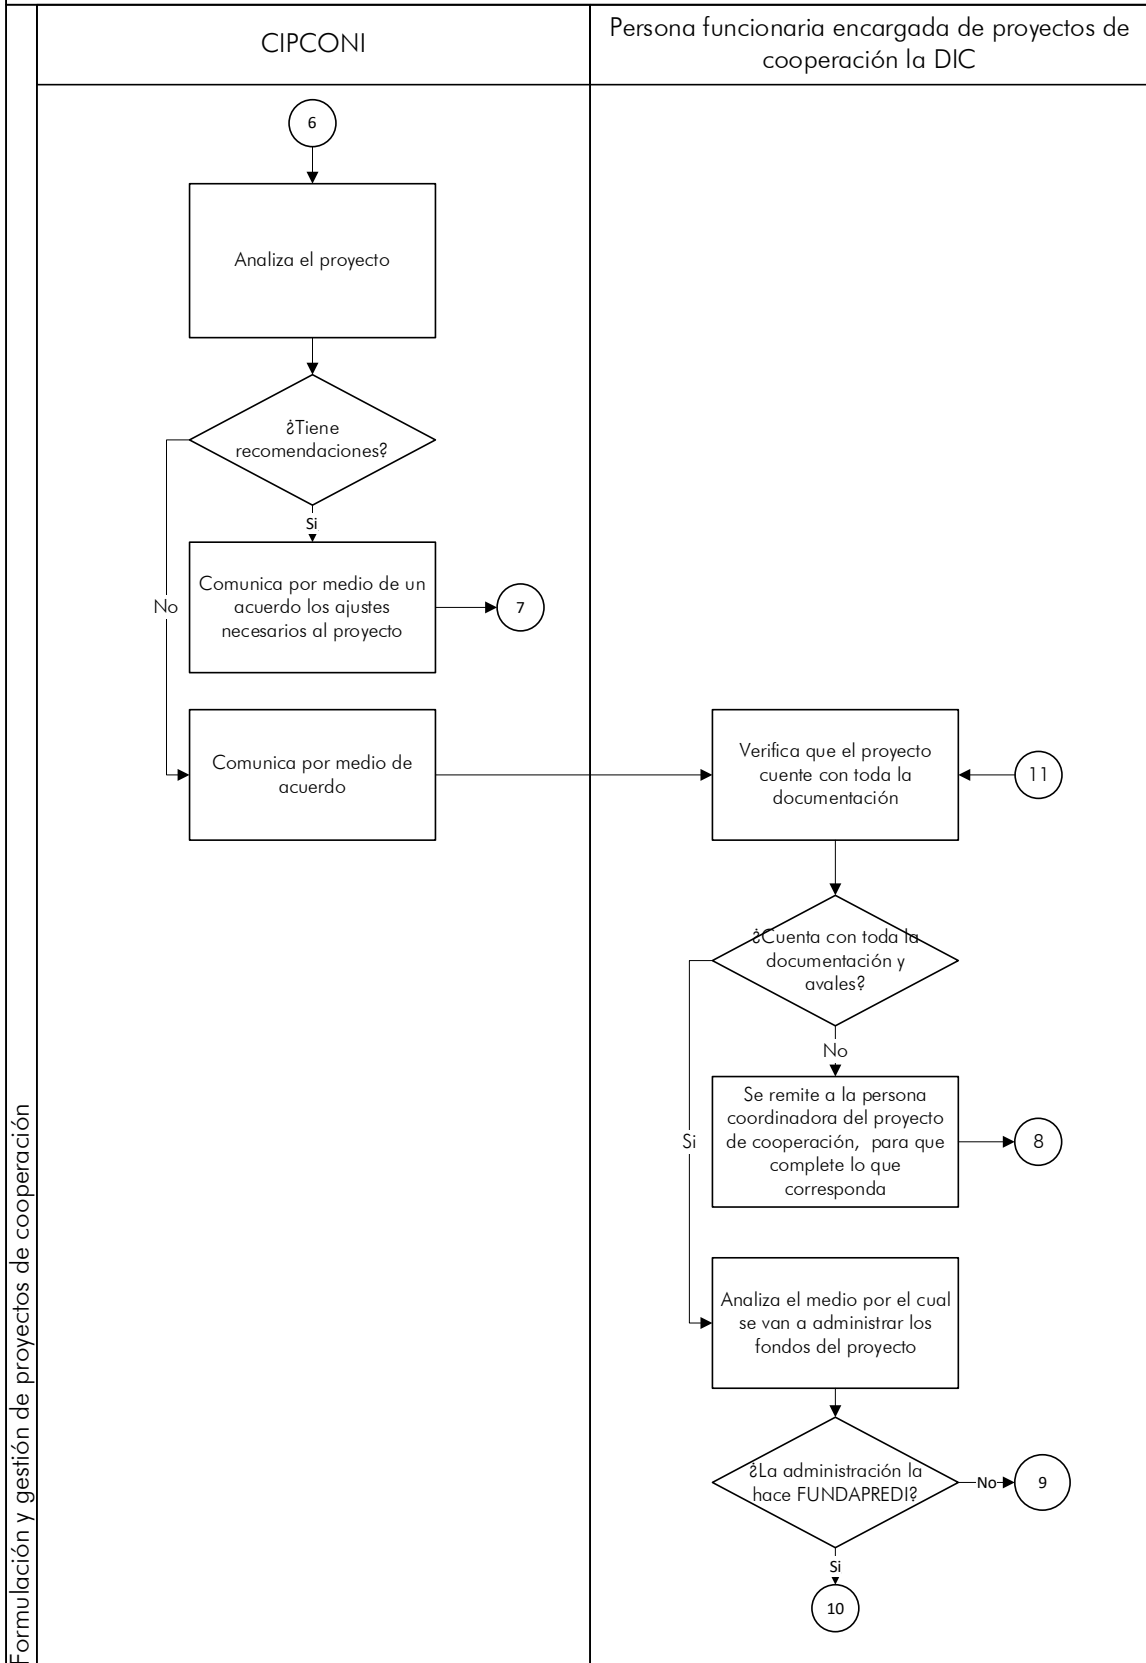 CIPCONI
Persona funcionaria encargada de proyectos de
cooperación la DIC
6
Analiza el proyecto
¿Tiene
recomendaciones?
Si
Comunica por medio de un
acuerdo los ajustes
necesarios al proyecto
7
No
Comunica por medio de
acuerdo
Verifica que el proyecto
cuente con toda la
documentación
11
¿Cuenta con toda la
documentación y
avales?
No
Se remite a la persona
coordinadora del proyecto
de cooperación, para que
complete lo que
corresponda
8
Si
Analiza el medio por el cual
se van a administrar los
fondos del proyecto
¿La administración la
hace FUNDAPREDI?
No
9
Si
10
Formulación y gestión de proyectos de cooperación